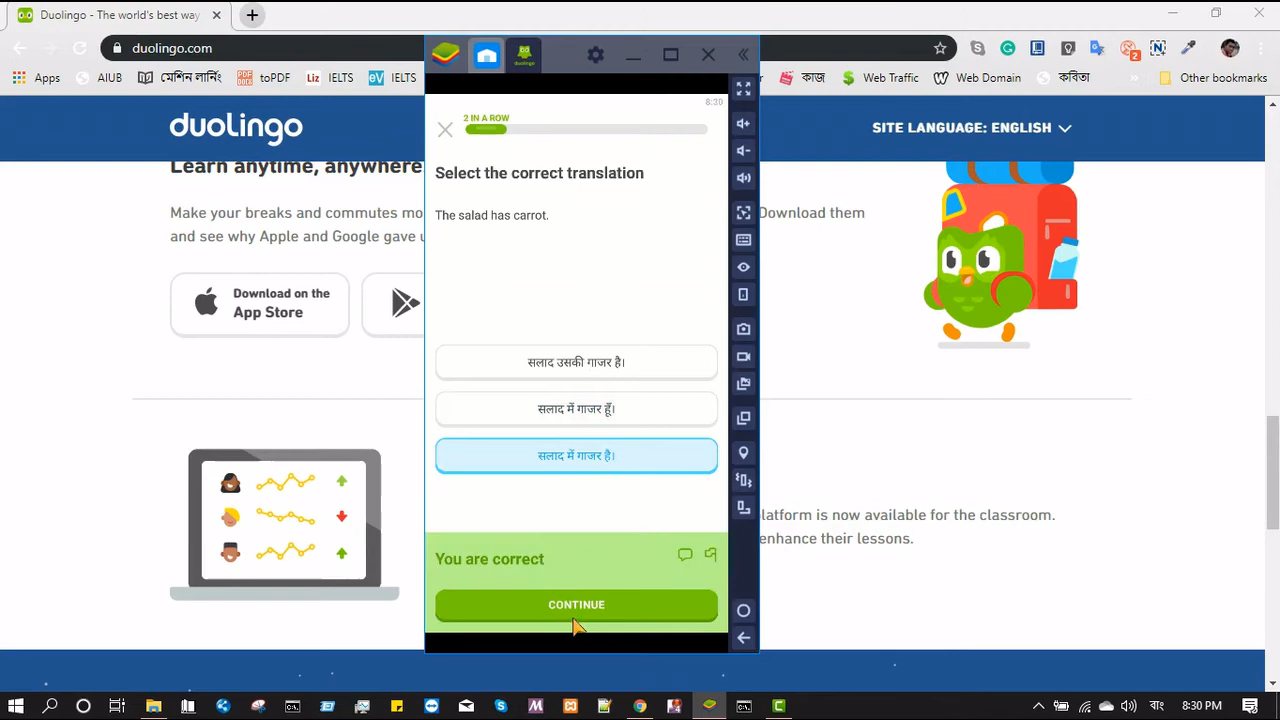 Duolingo - The world's best way
duolingo.com
Apps
AIUB
মেশিন লার্নিং
toPDF
IELTS
IELTS
কাজ
Web Traffic
Web Domain
কবিতা
Other bookmarks
duolingo
SITE LANGUAGE: ENGLISH
Learn anytime, anywhere
Make your breaks and commutes mo
Download them
and see why Apple and Google gave u
Download on the
App Store
8:30
2 IN A ROW
Select the correct translation
The salad has carrot.
सलाद उसकी गाजर है।
सलाद में गाजर हूँ।
सलाद में गाजर है।
You are correct
CONTINUE
latform is now available for the classroom.
enhance their lessons.
8:30 PM